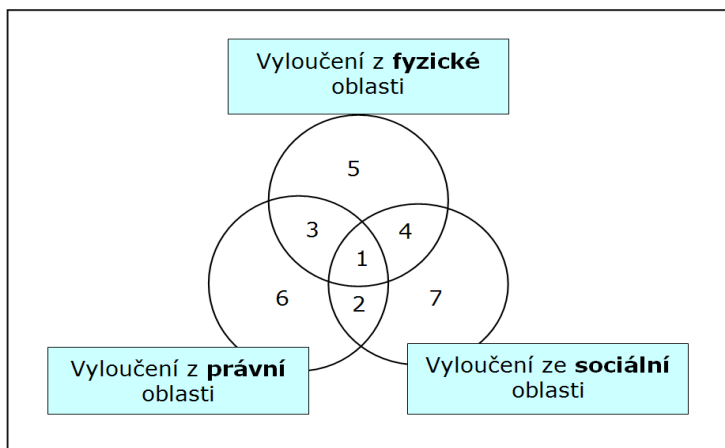 Vyloučení z fyzické
oblasti
5
3
4
1
6
2
7
Vyloučení z právní
oblasti
Vyloučení ze sociální
oblasti